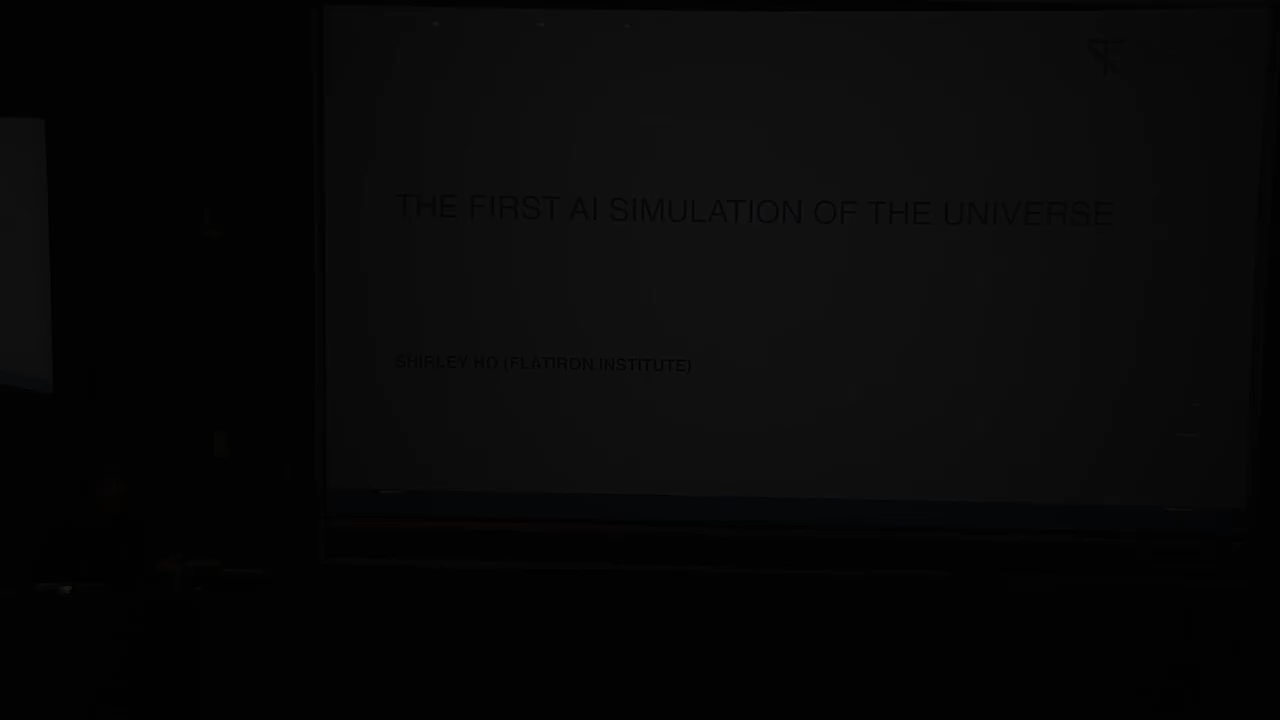 THE FIRST AI SIMULATION OF THE UNIVERSE
SHIRLEY HO (FLATIRON INSTITUTE)